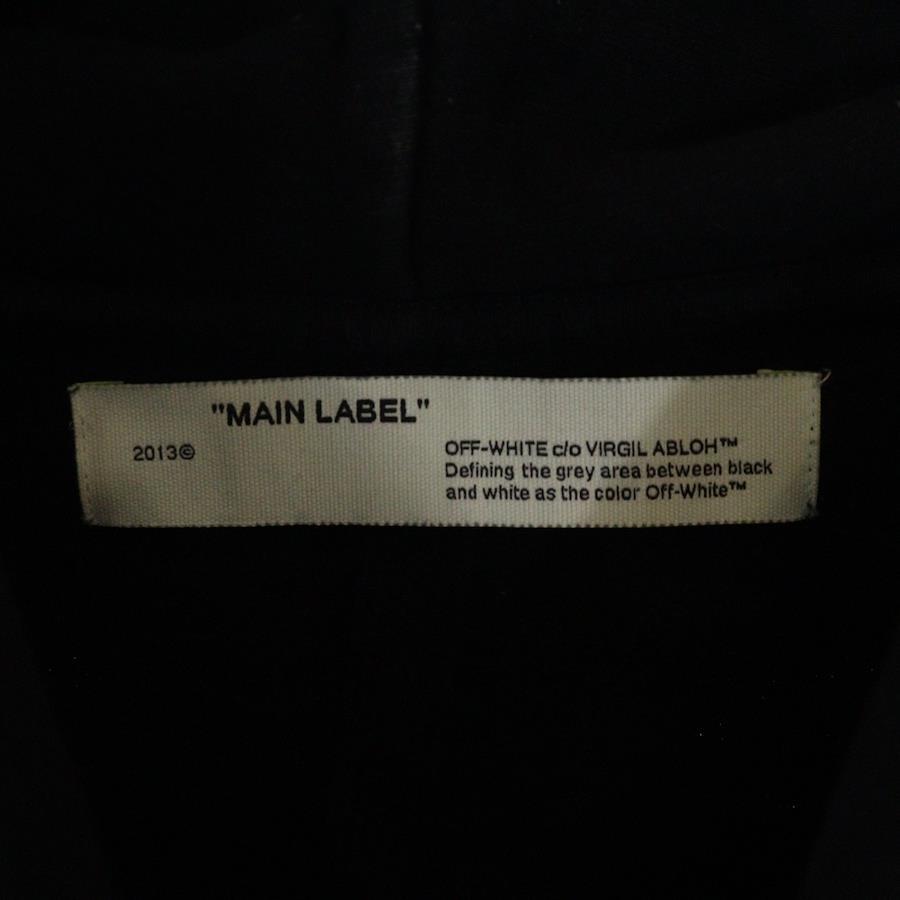 "MAIN LABEL"
2013©
OFF-WHITE c/o VIRGIL ABLOH™
Defining the grey area between black
and white as the color Off-White™